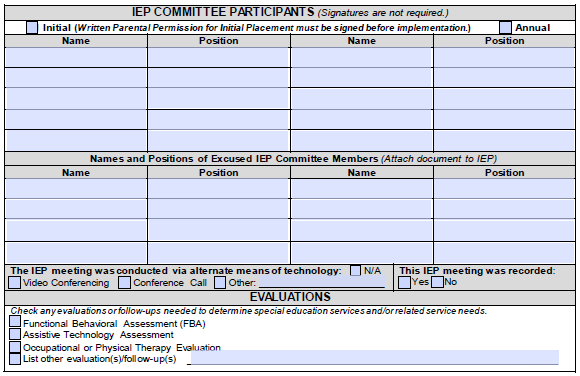 IEP COMMITTEE PARTICIPANTS (Signatures are not required.)
Initial (Written Parental Permission for Initial Placement must be signed before implementation.) Annual
Name Position Name Position
Names and Positions of Excused IEP Committee Members (Attach document to IEP)
Name Position Name Position
The IEP meeting was conducted via alternate means of technology: N/A This IEP meeting was recorded:
Video Conferencing Conference Call Other: Yes No
EVALUATIONS
Check any evaluations or follow-ups needed to determine special education services and/or related service needs.
Functional Behavioral Assessment (FBA)
Assistive Technology Assessment
Occupational or Physical Therapy Evaluation
List other evaluation(s)/follow-up(s)